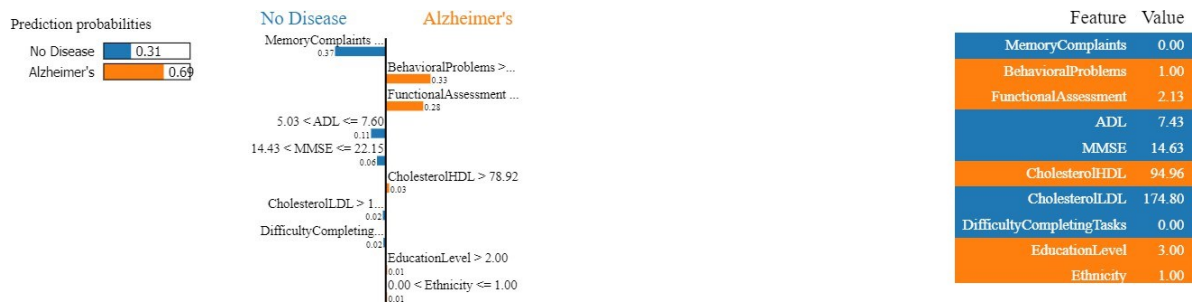 Prediction probabilities
No Disease 0.31
Alzheimer's 0.69
No Disease Alzheimer's
MemoryComplaints ...
0.37
BehavioralProblems >...
0.33
FunctionalAssessment ...
0.28
5.03 < ADL <= 7.60
0.11
14.43 < MMSE <= 22.15
0.06
CholesterolHDL > 78.92
0.03
CholesterolLDL > 1...
0.02
DifficultyCompleting...
0.02
EducationLevel > 2.00
0.01
0.00 < Ethnicity <= 1.00
0.01
Feature Value
MemoryComplaints 0.00
BehavioralProblems 1.00
FunctionalAssessment 2.13
ADL 7.43
MMSE 14.63
CholesterolHDL 94.96
CholesterolLDL 174.80
DifficultyCompletingTasks 0.00
EducationLevel 3.00
Ethnicity 1.00